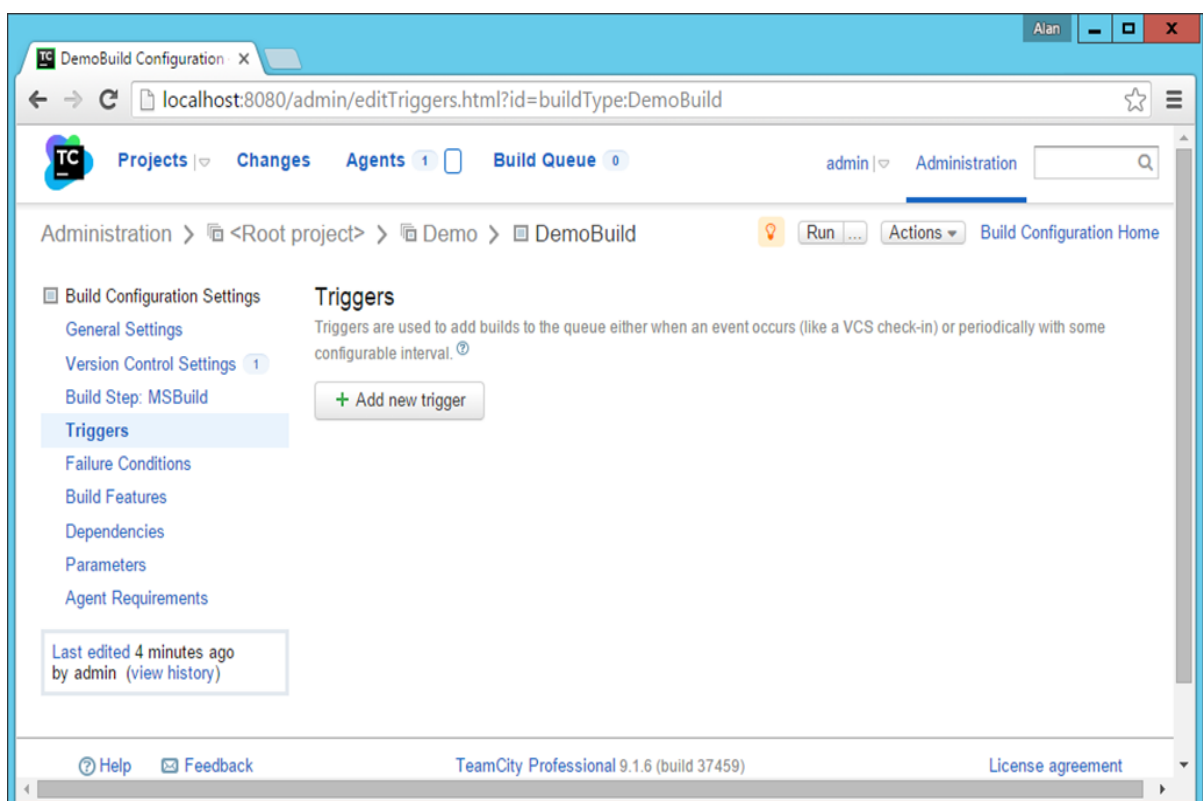 Alan
TC DemoBuild Configuration
localhost:8080/admin/editTriggers.html?id=buildType:DemoBuild
TC Projects Changes Agents 1 Build Queue 0 admin Administration
Administration > <Root project> > Demo > DemoBuild Run ... Actions Build Configuration Home
Build Configuration Settings
General Settings
Version Control Settings 1
Build Step: MSBuild
Triggers
Failure Conditions
Build Features
Dependencies
Parameters
Agent Requirements
Last edited 4 minutes ago
by admin (view history)
Triggers
Triggers are used to add builds to the queue either when an event occurs (like a VCS check-in) or periodically with some
configurable interval. ?
+ Add new trigger
? Help Feedback TeamCity Professional 9.1.6 (build 37459) License agreement